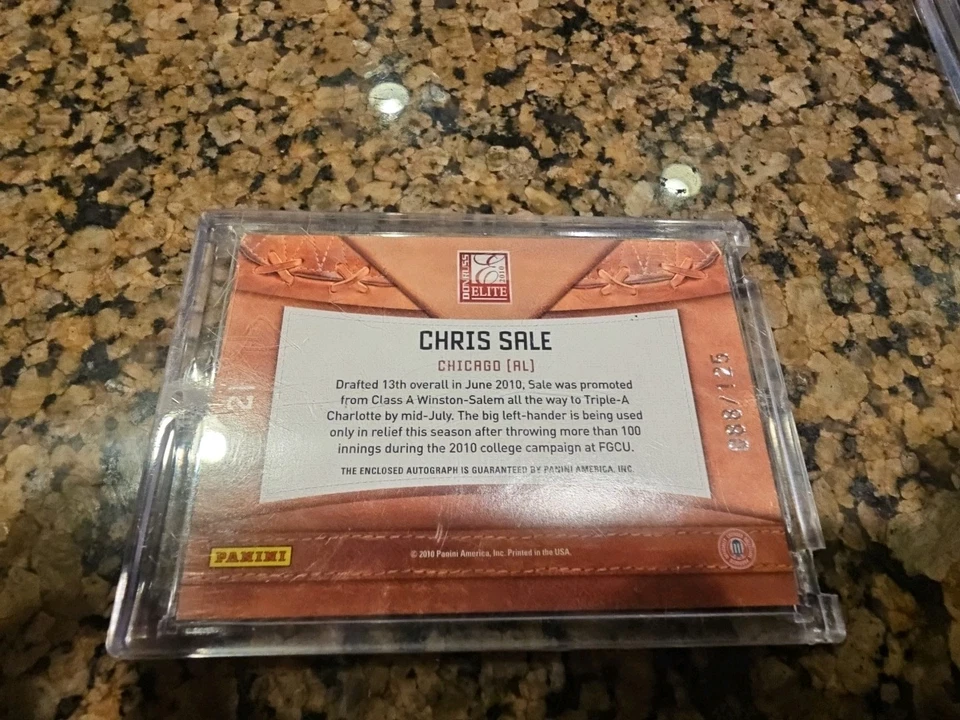 DONRUSS
2010
ELITE
CHRIS SALE
CHICAGO (AL)
Drafted 13th overall in June 2010, Sale was promoted
from Class A Winston-Salem all the way to Triple-A
Charlotte by mid-July. The big left-hander is being used
only in relief this season after throwing more than 100
innings during the 2010 college campaign at FGCU.
THE ENCLOSED AUTOGRAPH IS GUARANTEED BY PANINI AMERICA, INC.
088/125
PANINI
© 2010 Panini America, Inc. Printed in the USA.